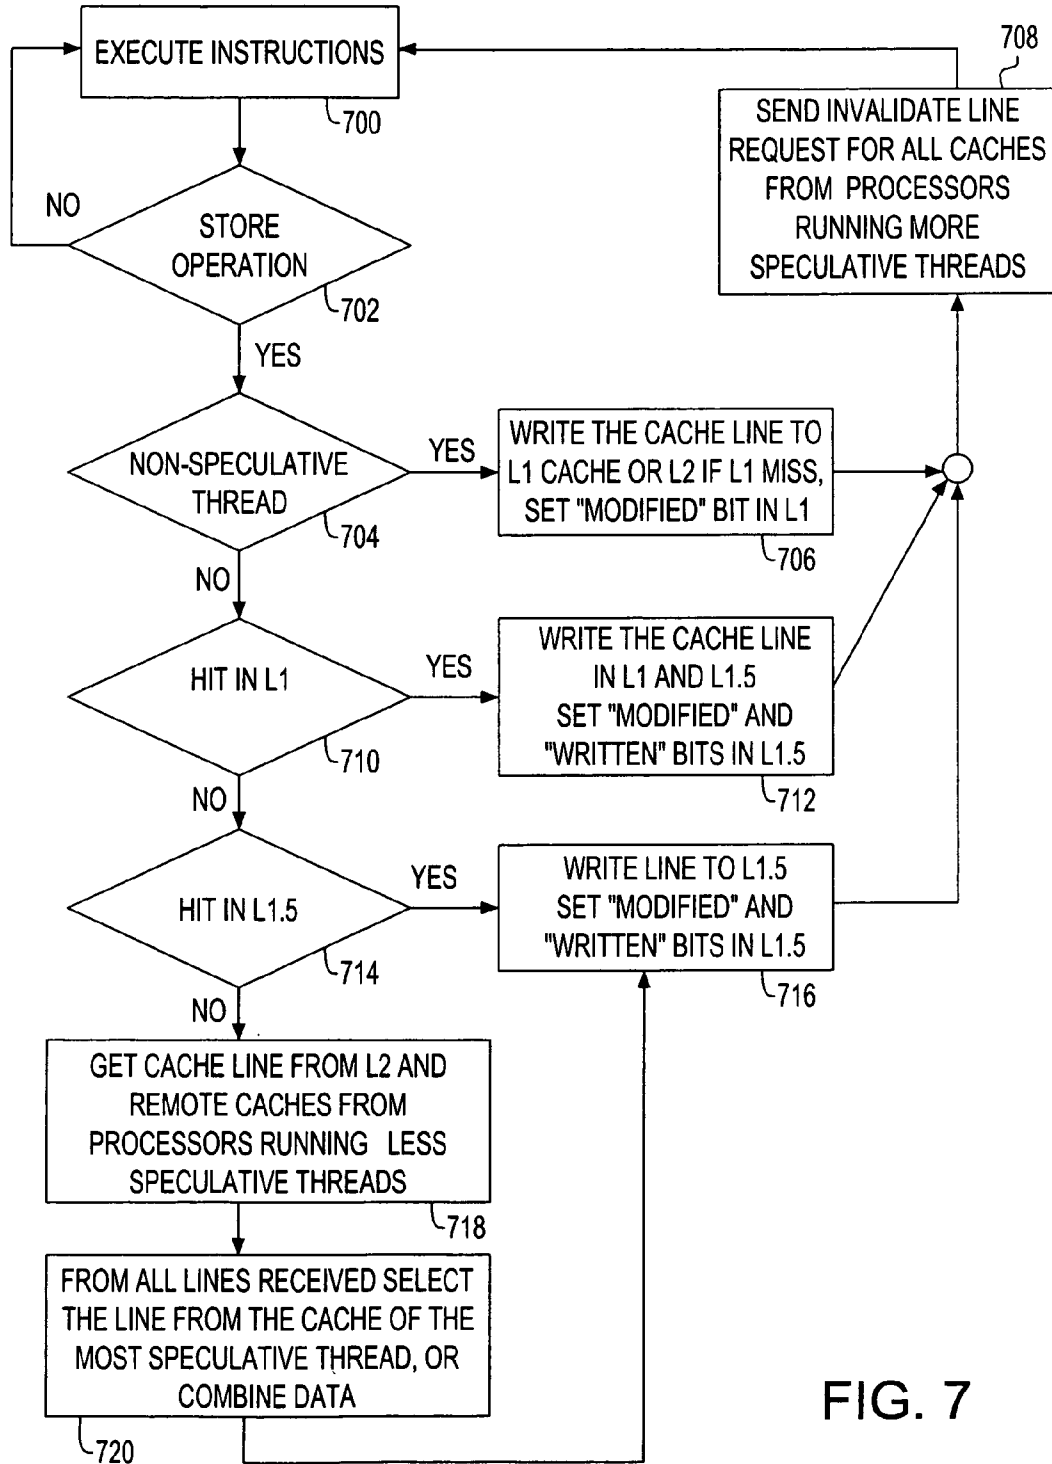 EXECUTE INSTRUCTIONS
700
708
SEND INVALIDATE LINE
REQUEST FOR ALL CACHES
FROM PROCESSORS
RUNNING MORE
SPECULATIVE THREADS
NO
STORE
OPERATION
702
YES
NON-SPECULATIVE
THREAD
704
YES
WRITE THE CACHE LINE TO
L1 CACHE OR L2 IF L1 MISS,
SET "MODIFIED" BIT IN L1
706
NO
HIT IN L1
710
YES
WRITE THE CACHE LINE
IN L1 AND L1.5
SET "MODIFIED" AND
"WRITTEN" BITS IN L1.5
712
NO
HIT IN L1.5
714
YES
WRITE LINE TO L1.5
SET "MODIFIED" AND
"WRITTEN" BITS IN L1.5
716
NO
GET CACHE LINE FROM L2 AND
REMOTE CACHES FROM
PROCESSORS RUNNING LESS
SPECULATIVE THREADS
718
FROM ALL LINES RECEIVED SELECT
THE LINE FROM THE CACHE OF THE
MOST SPECULATIVE THREAD, OR
COMBINE DATA
720
FIG. 7